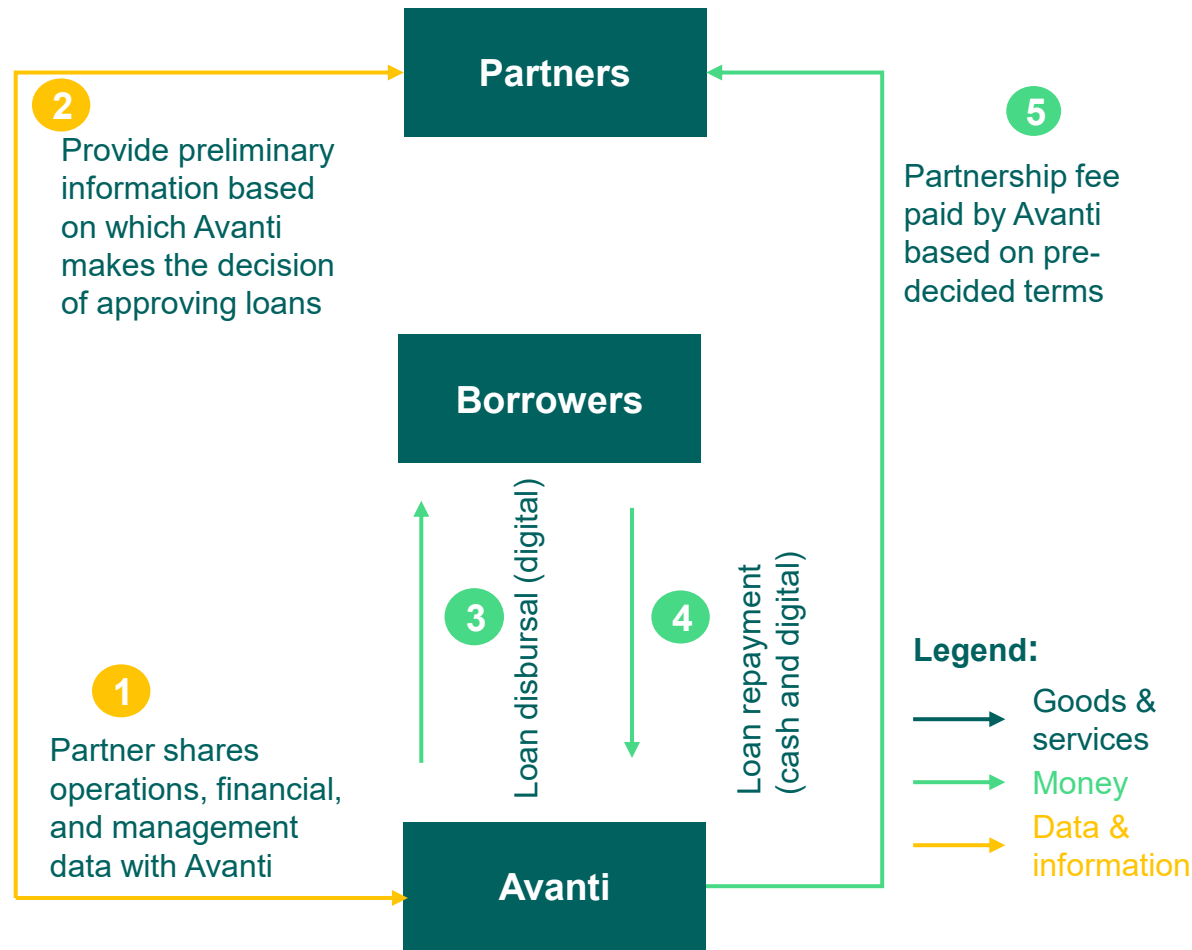 Partners
2
Provide preliminary
information based
on which Avanti
makes the decision
of approving loans
5
Partnership fee
paid by Avanti
based on pre-
decided terms
Borrowers
3
Loan disbursal (digital)
4
Loan repayment
(cash and digital)
1
Partner shares
operations, financial,
and management
data with Avanti
Avanti
Legend:
Goods &
services
Money
Data &
information